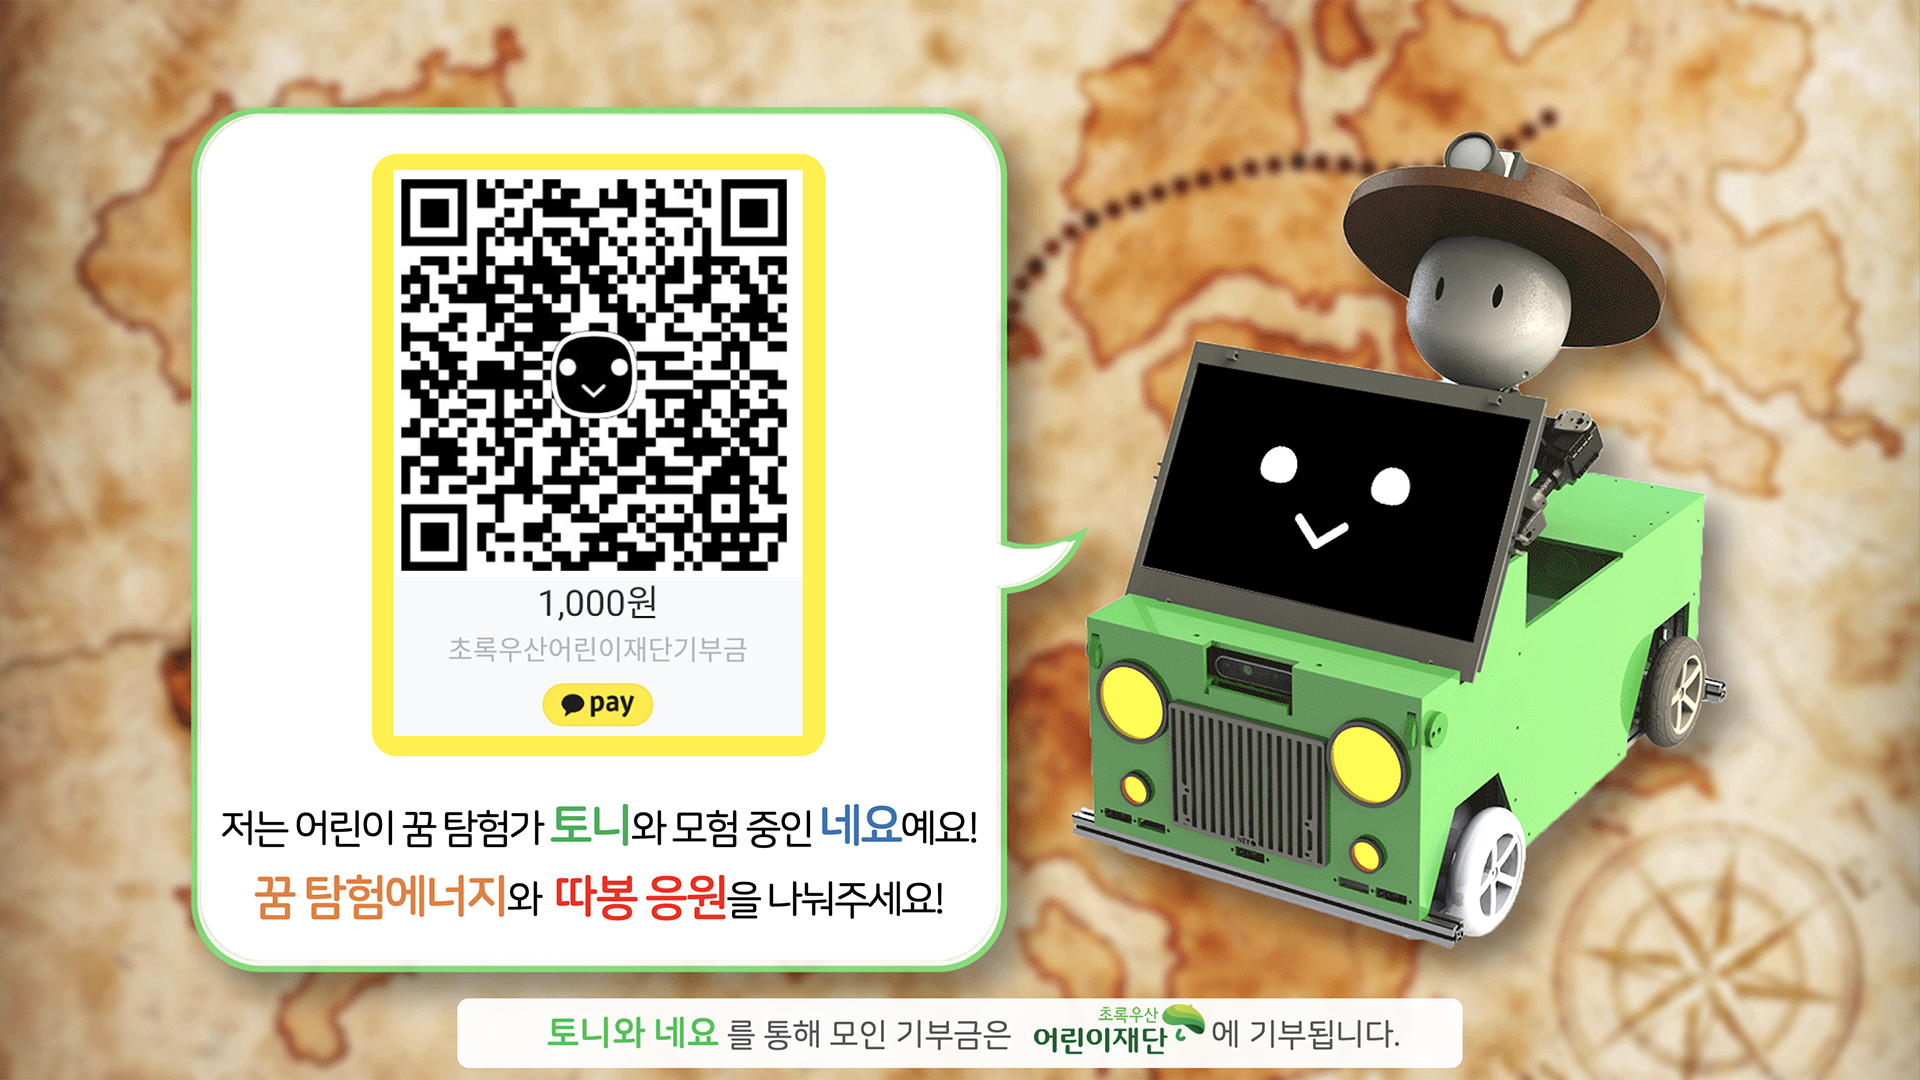 1,000원
초록우산어린이재단기부금
pay
저는 어린이 꿈 탐험가 토니와 모험 중인 네요예요!
꿈 탐험에너지와 따봉 응원을 나눠주세요!
NEYO
토니와 네요 를 통해 모인 기부금은 초록우산 어린이재단 에 기부됩니다.